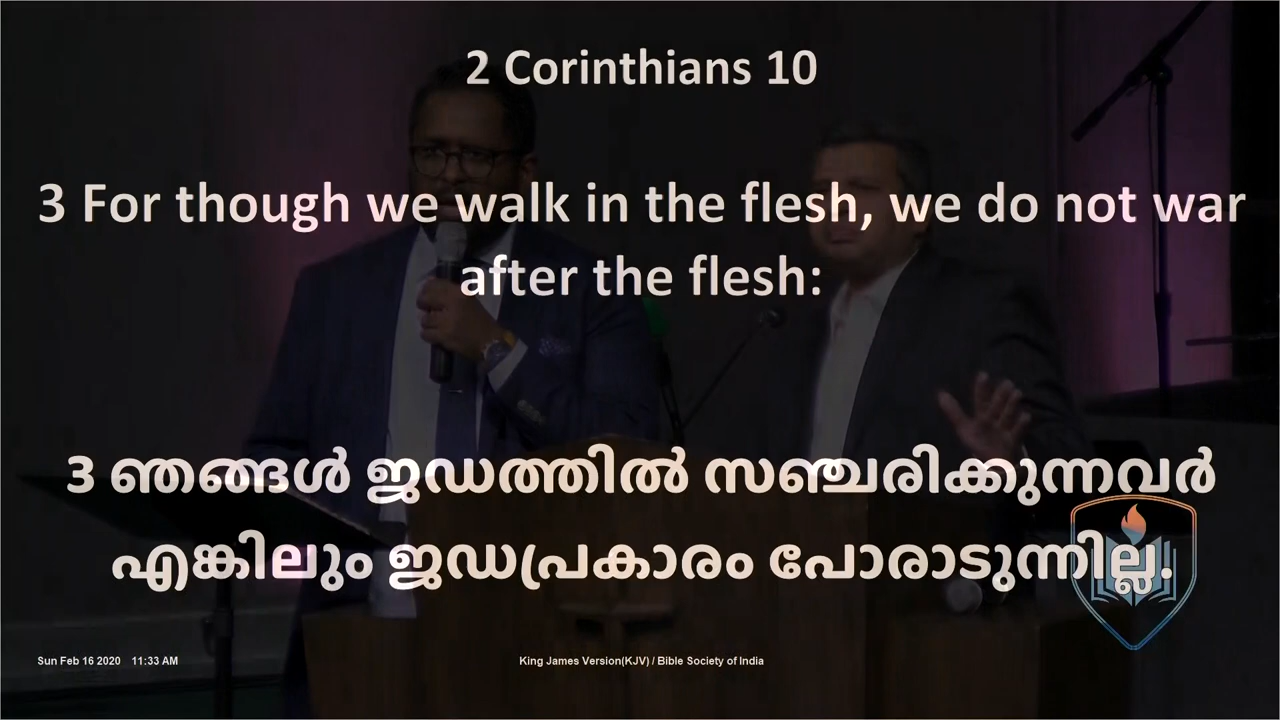 2 Corinthians 10
3 For though we walk in the flesh, we do not war
after the flesh:
3 ഞങ്ങൾ ജഡത്തിൽ സഞ്ചരിക്കുന്നവർ
എങ്കിലും ജഡപ്രകാരം പോരാടുന്നില്ല.
Sun Feb 16 2020 11:33 AM
King James Version(KJV) / Bible Society of India